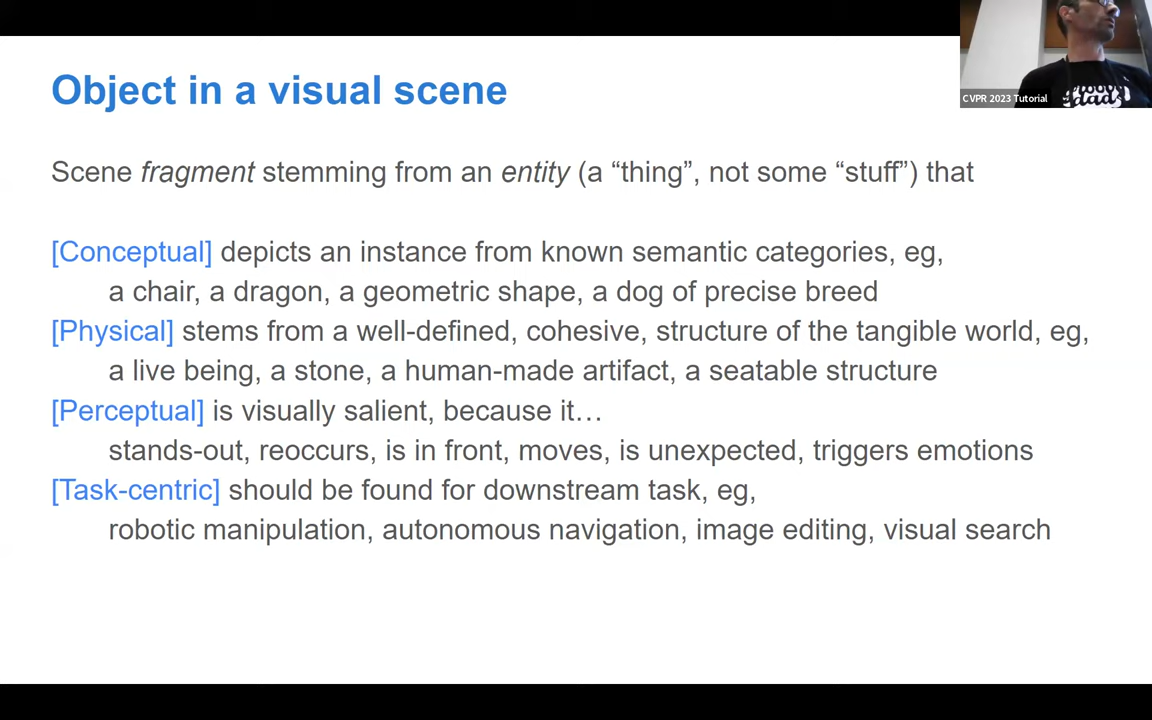 Object in a visual scene
CVPR 2023 Tutorial
dads
Scene fragment stemming from an entity (a “thing”, not some “stuff”) that
[Conceptual] depicts an instance from known semantic categories, eg,
a chair, a dragon, a geometric shape, a dog of precise breed
[Physical] stems from a well-defined, cohesive, structure of the tangible world, eg,
a live being, a stone, a human-made artifact, a seatable structure
[Perceptual] is visually salient, because it…
stands-out, reoccurs, is in front, moves, is unexpected, triggers emotions
[Task-centric] should be found for downstream task, eg,
robotic manipulation, autonomous navigation, image editing, visual search